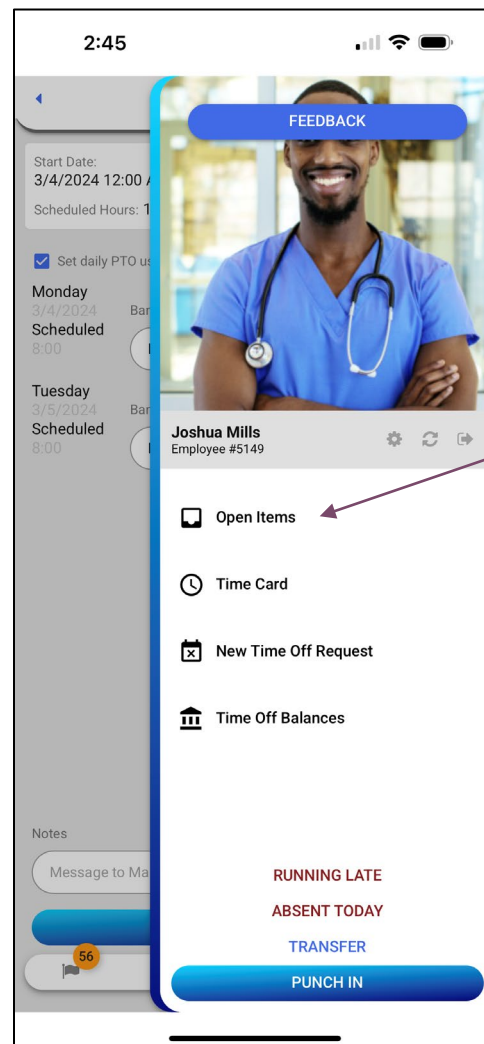 2:45
FEEDBACK
Start Date:
3/4/2024 12:00
Scheduled Hours: 1
Set daily PTO
Monday
3/4/2024
Scheduled
8:00
Tuesday
3/5/2024
Scheduled
8:00
Joshua Mills
Employee #5149
Open Items
Time Card
New Time Off Request
Time Off Balances
Notes
Message to
RUNNING LATE
ABSENT TODAY
TRANSFER
56
PUNCH IN